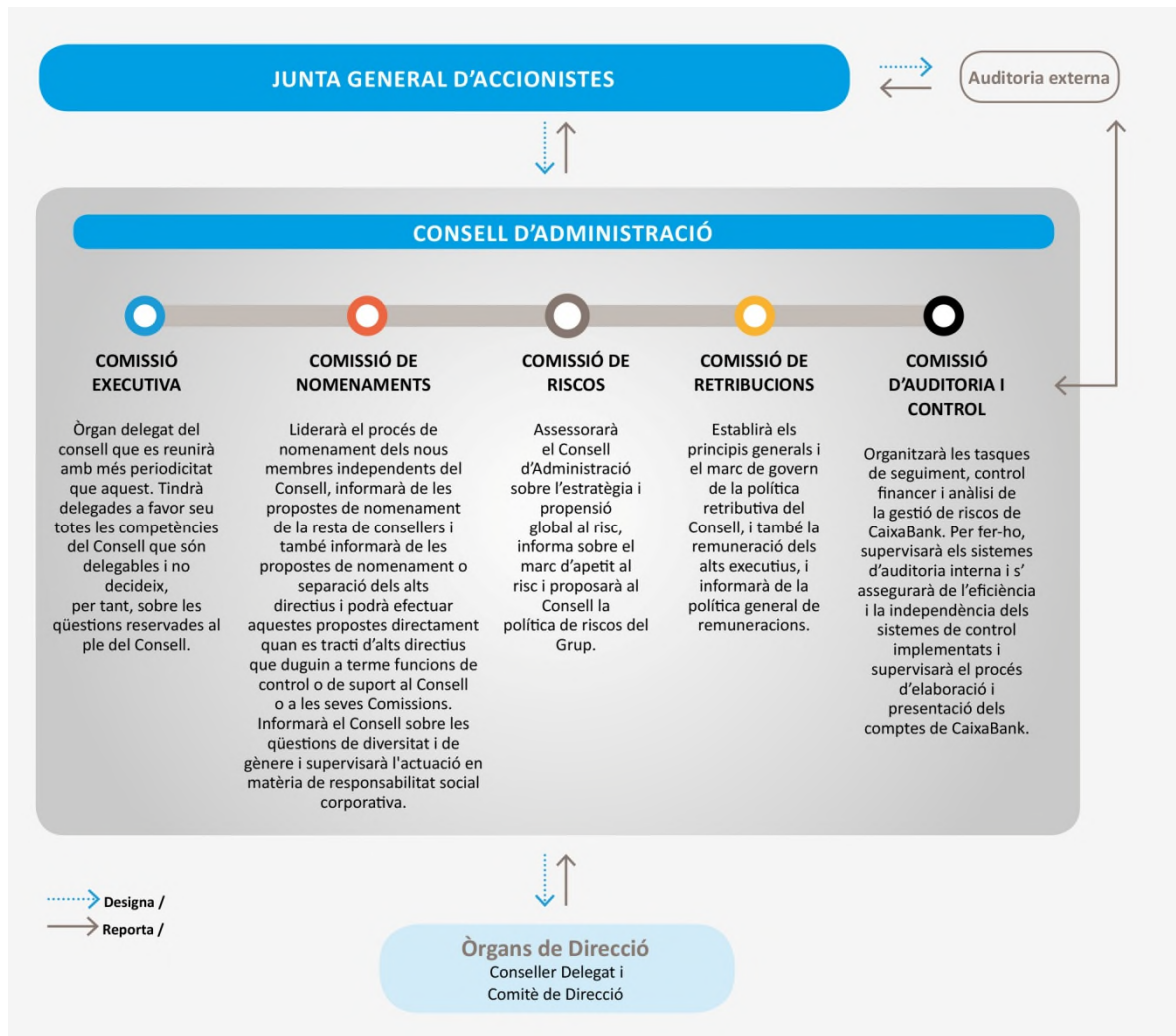 JUNTA GENERAL D'ACCIONISTES
Auditoria externa
CONSELL D'ADMINISTRACIÓ
COMISSIÓ
EXECUTIVA
Òrgan delegat del
consell que es reunirà
amb més periodicitat
que aquest. Tindrà
delegades a favor seu
totes les competències
del Consell que són
delegables i no
decideix,
per tant, sobre les
qüestions reservades al
ple del Consell.
COMISSIÓ DE
NOMENAMENTS
Liderarà el procés de
nomenament dels nous
membres independents del
Consell, informarà de les
propostes de nomenament
de la resta de consellers i
també informarà de les
propostes de nomenament o
separació dels alts
directius i podrà efectuar
aquestes propostes directament
quan es tracti d'alts directius
que duguin a terme funcions de
control o de suport al Consell
o a les seves Comissions.
Informarà el Consell sobre les
qüestions de diversitat i de
gènere i supervisarà l'actuació en
matèria de responsabilitat social
corporativa.
COMISSIÓ DE
RISCOS
Assessorarà
el Consell
d'Administració
sobre l'estratègia i
propensió
global al risc,
informa sobre el
marc d'apetit al
risc i proposarà al
Consell la
política de riscos del
Grup.
COMISSIÓ DE
RETRIBUCIONS
Establirà els
principis generals i
el marc de govern
de la política
retributiva del
Consell, i també la
remuneració dels
alts executius, i
informarà de la
política general de
remuneracions.
COMISSIÓ
D'AUDITORIA I
CONTROL
Organitzarà les tasques
de seguiment, control
financer i anàlisi de
la gestió de riscos de
CaixaBank. Per fer-ho,
supervisarà els sistemes
d'auditoria interna i s'
assegurarà de l'eficiència
i la independència dels
sistemes de control
implementats i
supervisarà el procés
d'elaboració i
presentació dels
comptes de CaixaBank.
Designa /
Reporta /
Òrgans de Direcció
Conseller Delegat i
Comitè de Direcció